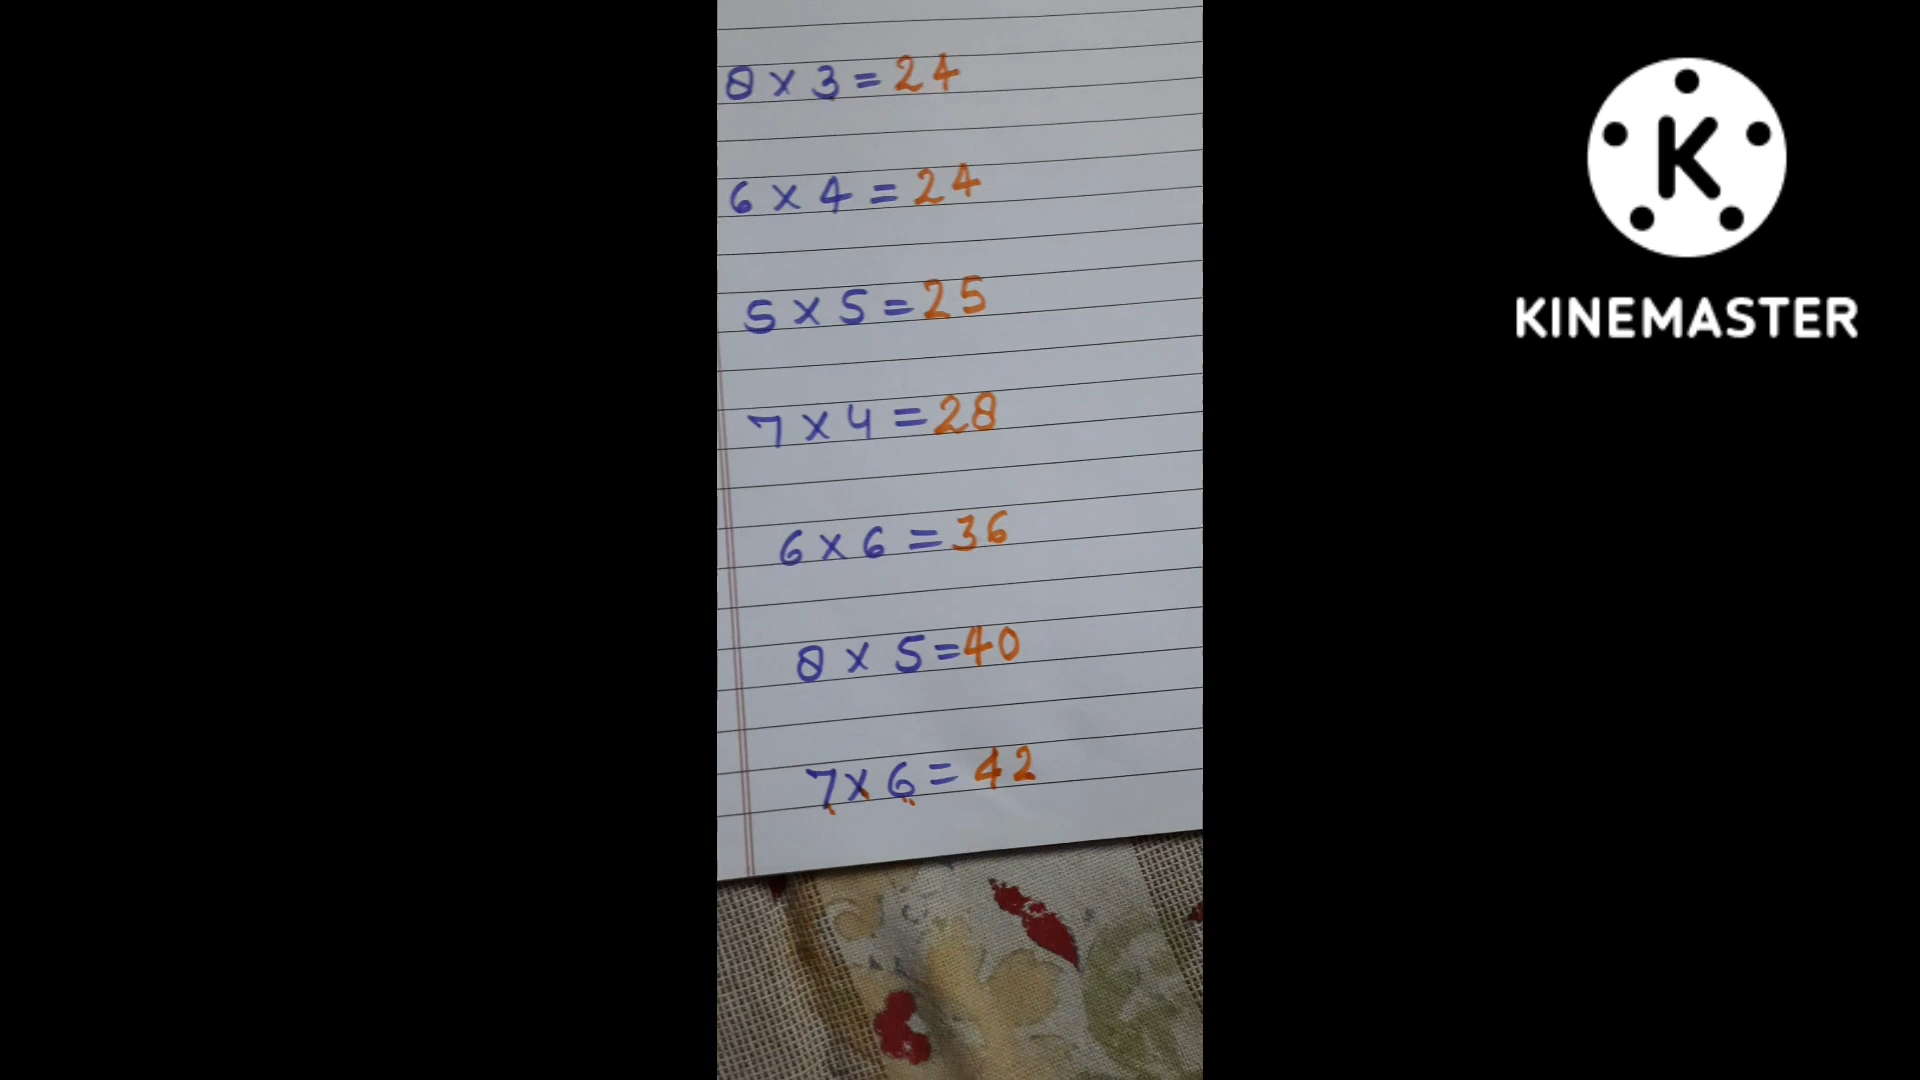 8 × 3 = 24
6 × 4 = 24
5 × 5 = 25
7 × 4 = 28
6 × 6 = 36
8 × 5 = 40
7 × 6 = 42
K
KINEMASTER